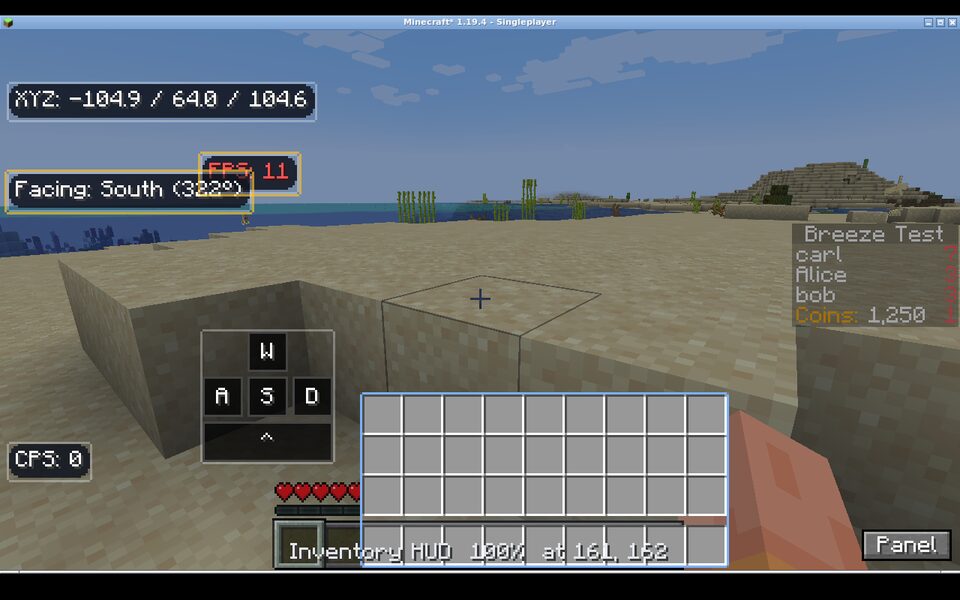 Minecraft* 1.19.4 - Singleplayer
XYZ: -104.9 / 64.0 / 104.6
FPS: 11
Facing: South (322°)
Breeze Test
carl
Alice
bob
Coins: 1,250
W
A S D
^
CPS: 0
Inventory HUD 100% at 161, 162
Panel